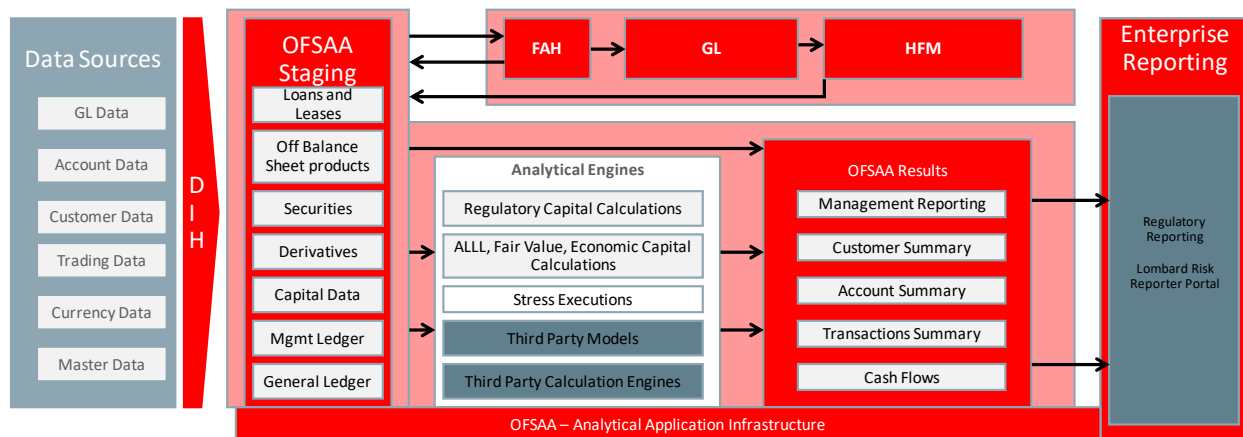 Data Sources
GL Data
Account Data
Customer Data
Trading Data
Currency Data
Master Data
D
I
H
OFSAA
Staging
Loans and
Leases
Off Balance
Sheet products
Securities
Derivatives
Capital Data
Mgmt Ledger
General Ledger
FAH
GL
HFM
Analytical Engines
Regulatory Capital Calculations
ALLL, Fair Value, Economic Capital
Calculations
Stress Executions
Third Party Models
Third Party Calculation Engines
OFSAA Results
Management Reporting
Customer Summary
Account Summary
Transactions Summary
Cash Flows
Enterprise
Reporting
Regulatory
Reporting
Lombard Risk
Reporter Portal
OFSAA – Analytical Application Infrastructure